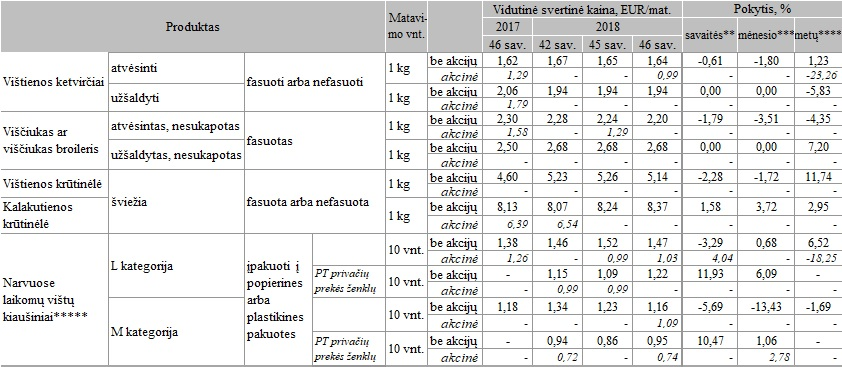 Produktas Matavi- Vidutinė svertinė kaina, EUR/mat. Pokytis, %
mo vnt. 2017 2018 savaitės** mėnesio*** metų****
46 sav. 42 sav. 45 sav. 46 sav.
Vištienos ketvirčiai atvėsinti fasuoti arba nefasuoti 1 kg be akcijų 1,62 1,67 1,65 1,64 -0,61 -1,80 1,23
akcinė 1,29 - - 0,99 - - -23,26
užšaldyti 1 kg be akcijų 2,06 1,94 1,94 1,94 0,00 0,00 -5,83
akcinė 1,79 - - - - - -
Viščiukas ar viščiukas broileris atvėsintas, nesukapotas fasuotas 1 kg be akcijų 2,30 2,28 2,24 2,20 -1,79 -3,51 -4,35
akcinė 1,58 - 1,29 - - - -
užšaldytas, nesukapotas 1 kg be akcijų 2,50 2,68 2,68 2,68 0,00 0,00 7,20
akcinė - - - - - - -
Vištienos krūtinėlė šviežia fasuota arba nefasuota 1 kg be akcijų 4,60 5,23 5,26 5,14 -2,28 -1,72 11,74
akcinė - - - - - - -
Kalakutienos krūtinėlė 1 kg be akcijų 8,13 8,07 8,24 8,37 1,58 3,72 2,95
akcinė 6,39 6,54 - - - - -
Narvuose laikomų vištų kiaušiniai***** L kategorija įpakuoti į popierines arba plastikines pakuotes 10 vnt. be akcijų 1,38 1,46 1,52 1,47 -3,29 0,68 6,52
akcinė 1,26 - 0,99 1,03 4,04 - -18,25
PT privačių prekės ženklų 10 vnt. be akcijų - 1,15 1,09 1,22 11,93 6,09 -
akcinė - 0,99 0,99 - - - -
M kategorija 10 vnt. be akcijų 1,18 1,34 1,23 1,16 -5,69 -13,43 -1,69
akcinė - - - 1,09 - - -
PT privačių prekės ženklų 10 vnt. be akcijų - 0,94 0,86 0,95 10,47 1,06 -
akcinė - 0,72 - 0,74 - 2,78 -